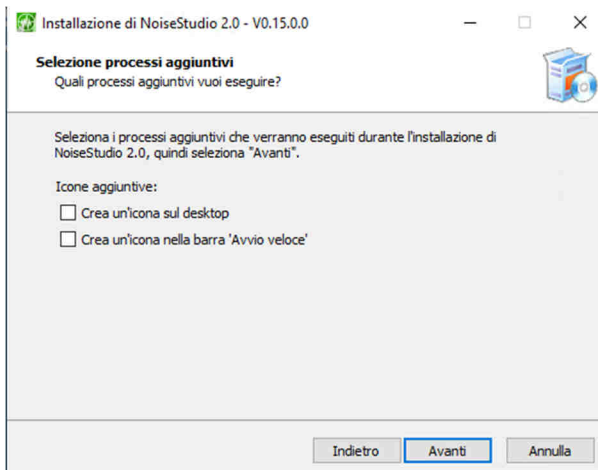 Installazione di NoiseStudio 2.0 - V0.15.0.0
Selezione processi aggiuntivi
Quali processi aggiuntivi vuoi eseguire?
Seleziona i processi aggiuntivi che verranno eseguiti durante l'installazione di
NoiseStudio 2.0, quindi seleziona "Avanti".
Icone aggiuntive:
Crea un'icona sul desktop
Crea un'icona nella barra 'Avvio veloce'
Indietro Avanti Annulla